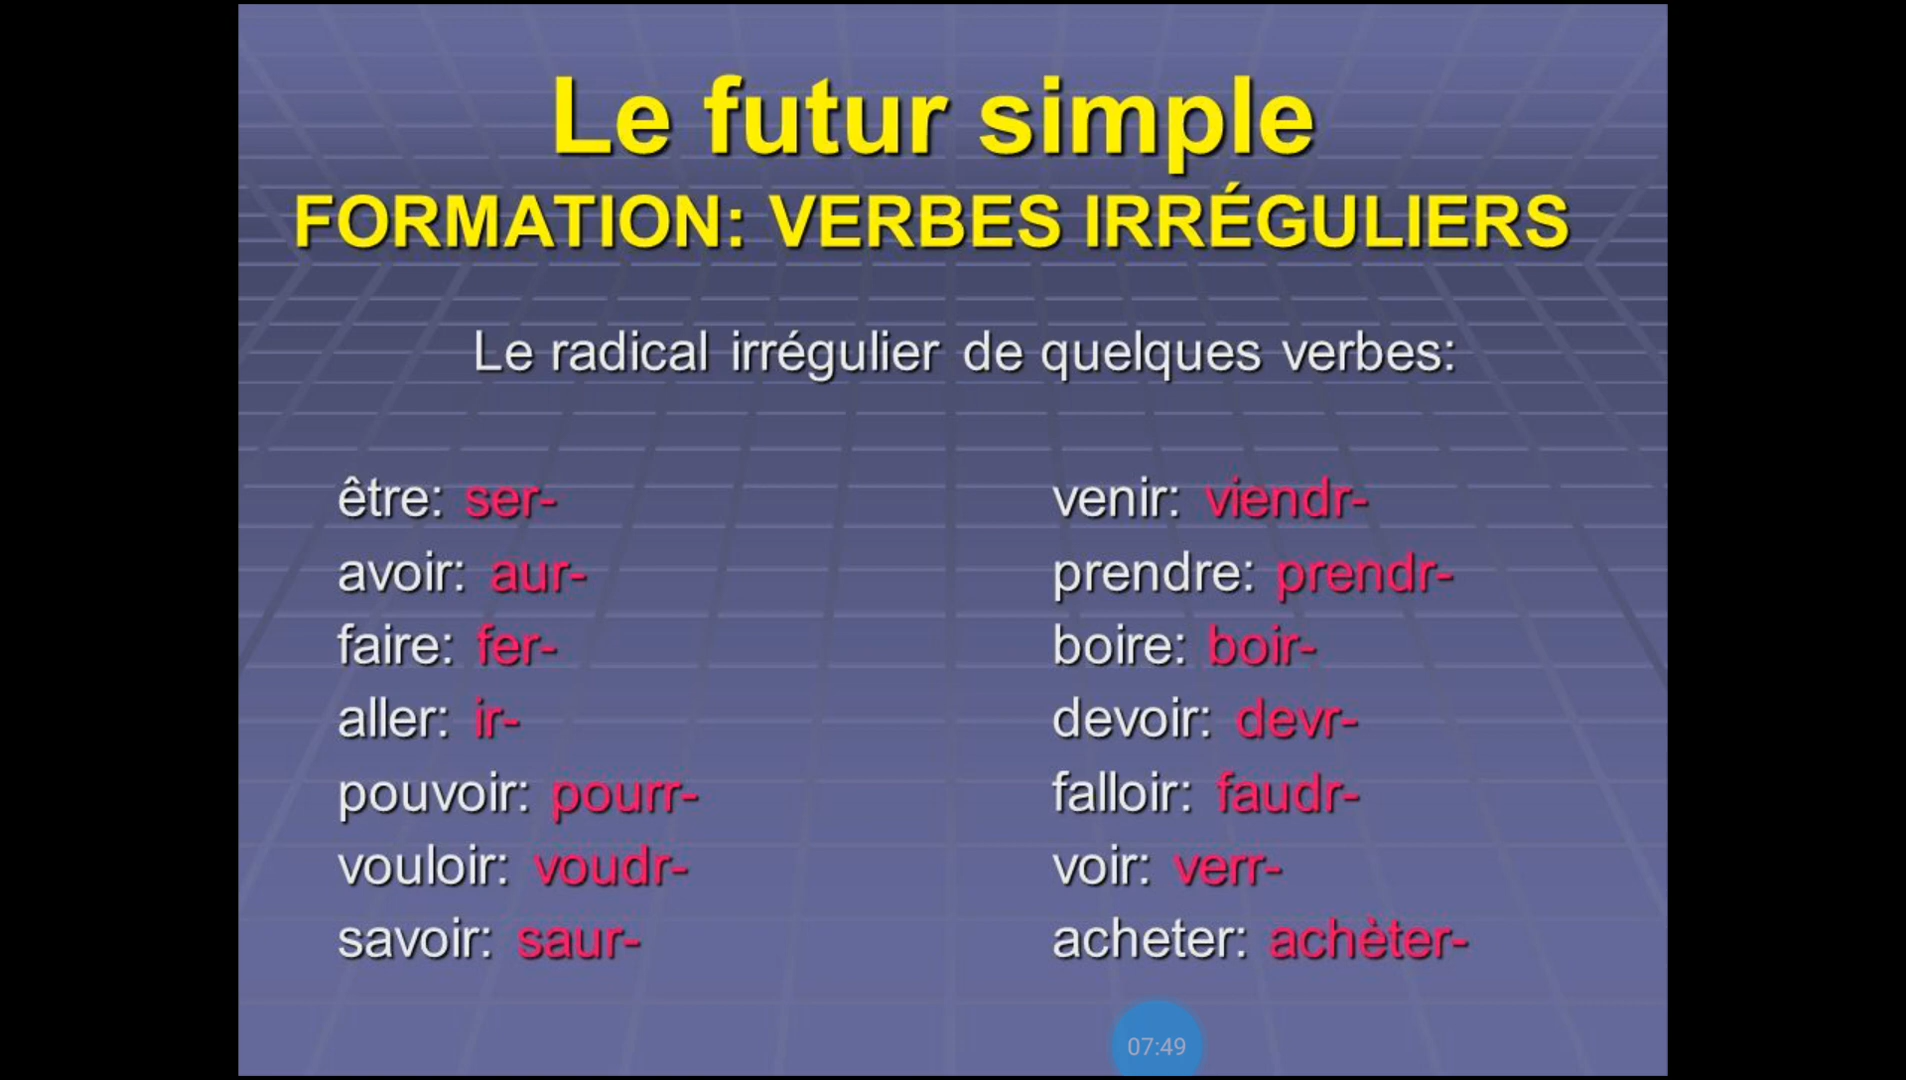 Le futur simple
FORMATION: VERBES IRRÉGULIERS
Le radical irrégulier de quelques verbes:
être: ser-
avoir: aur-
faire: fer-
aller: ir-
pouvoir: pourr-
vouloir: voudr-
savoir: saur-
venir: viendr-
prendre: prendr-
boire: boir-
devoir: devr-
falloir: faudr-
voir: verr-
acheter: achèter-
07:49